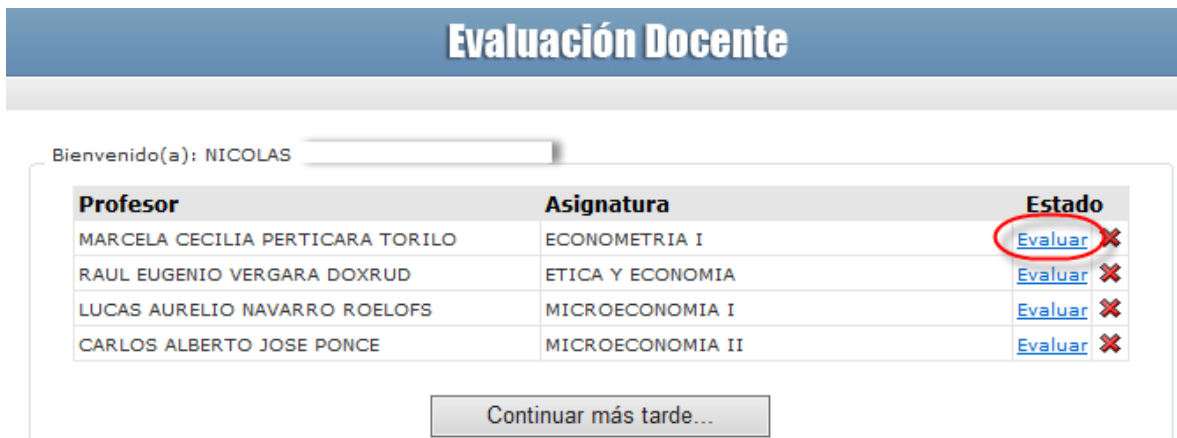 Evaluación Docente
Bienvenido(a): NICOLAS
Profesor Asignatura Estado
MARCELA CECILIA PERTICARA TORILO ECONOMETRIA I Evaluar
RAUL EUGENIO VERGARA DOXRUD ETICA Y ECONOMIA Evaluar
LUCAS AURELIO NAVARRO ROELOFS MICROECONOMIA I Evaluar
CARLOS ALBERTO JOSE PONCE MICROECONOMIA II Evaluar
Continuar más tarde...